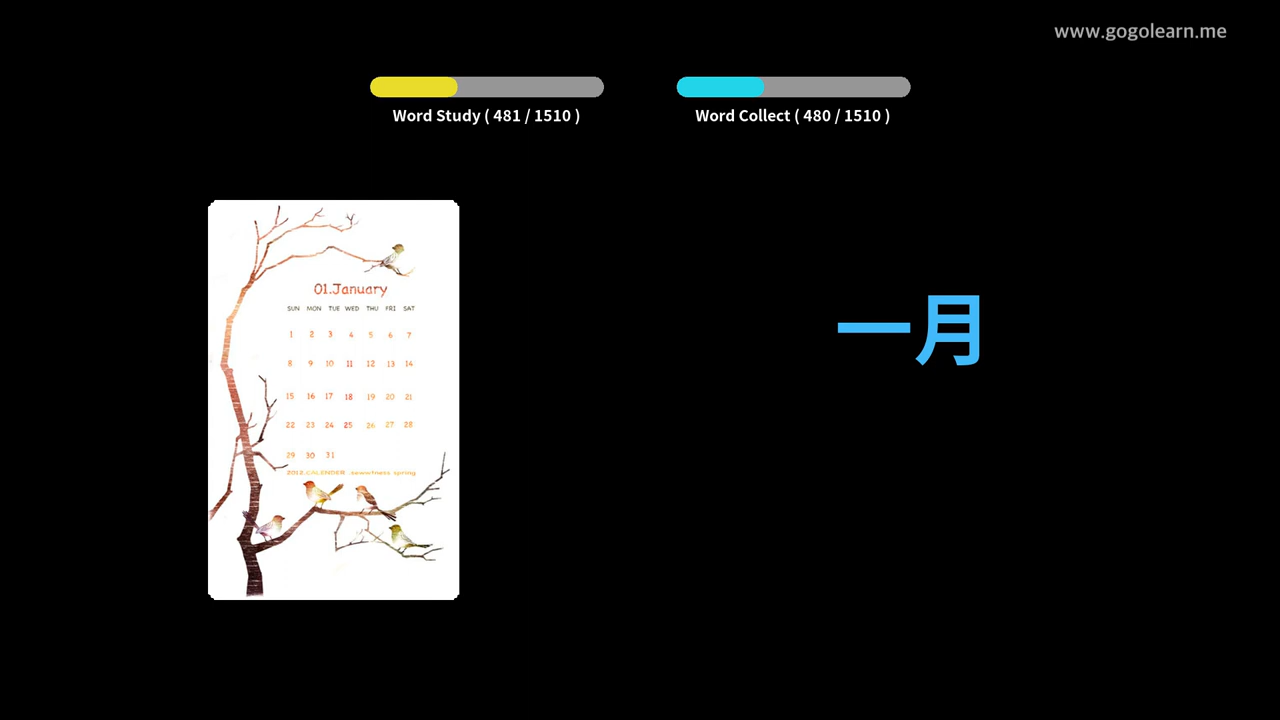 www.gogolearn.me
Word Study ( 481 / 1510 )
Word Collect ( 480 / 1510 )
01.January
SUN MON TUE WED THU FRI SAT
1 2 3 4 5 6 7
8 9 10 11 12 13 14
15 16 17 18 19 20 21
22 23 24 25 26 27 28
29 30 31
CALENDER spring
一月